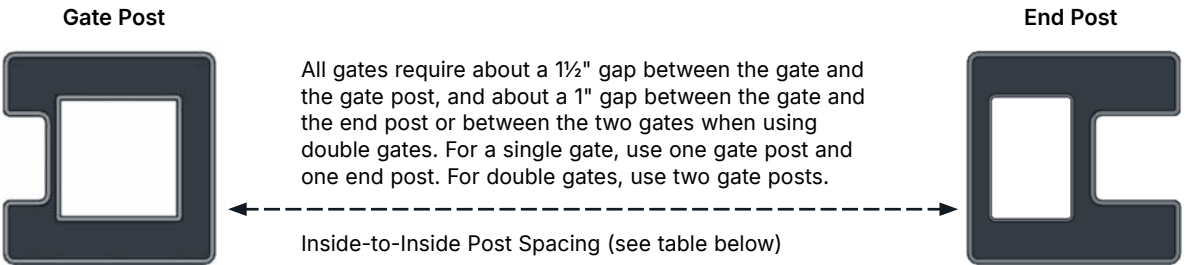 Gate Post
End Post
All gates require about a 1½" gap between the gate and
the gate post, and about a 1" gap between the gate and
the end post or between the two gates when using
double gates. For a single gate, use one gate post and
one end post. For double gates, use two gate posts.
Inside-to-Inside Post Spacing (see table below)